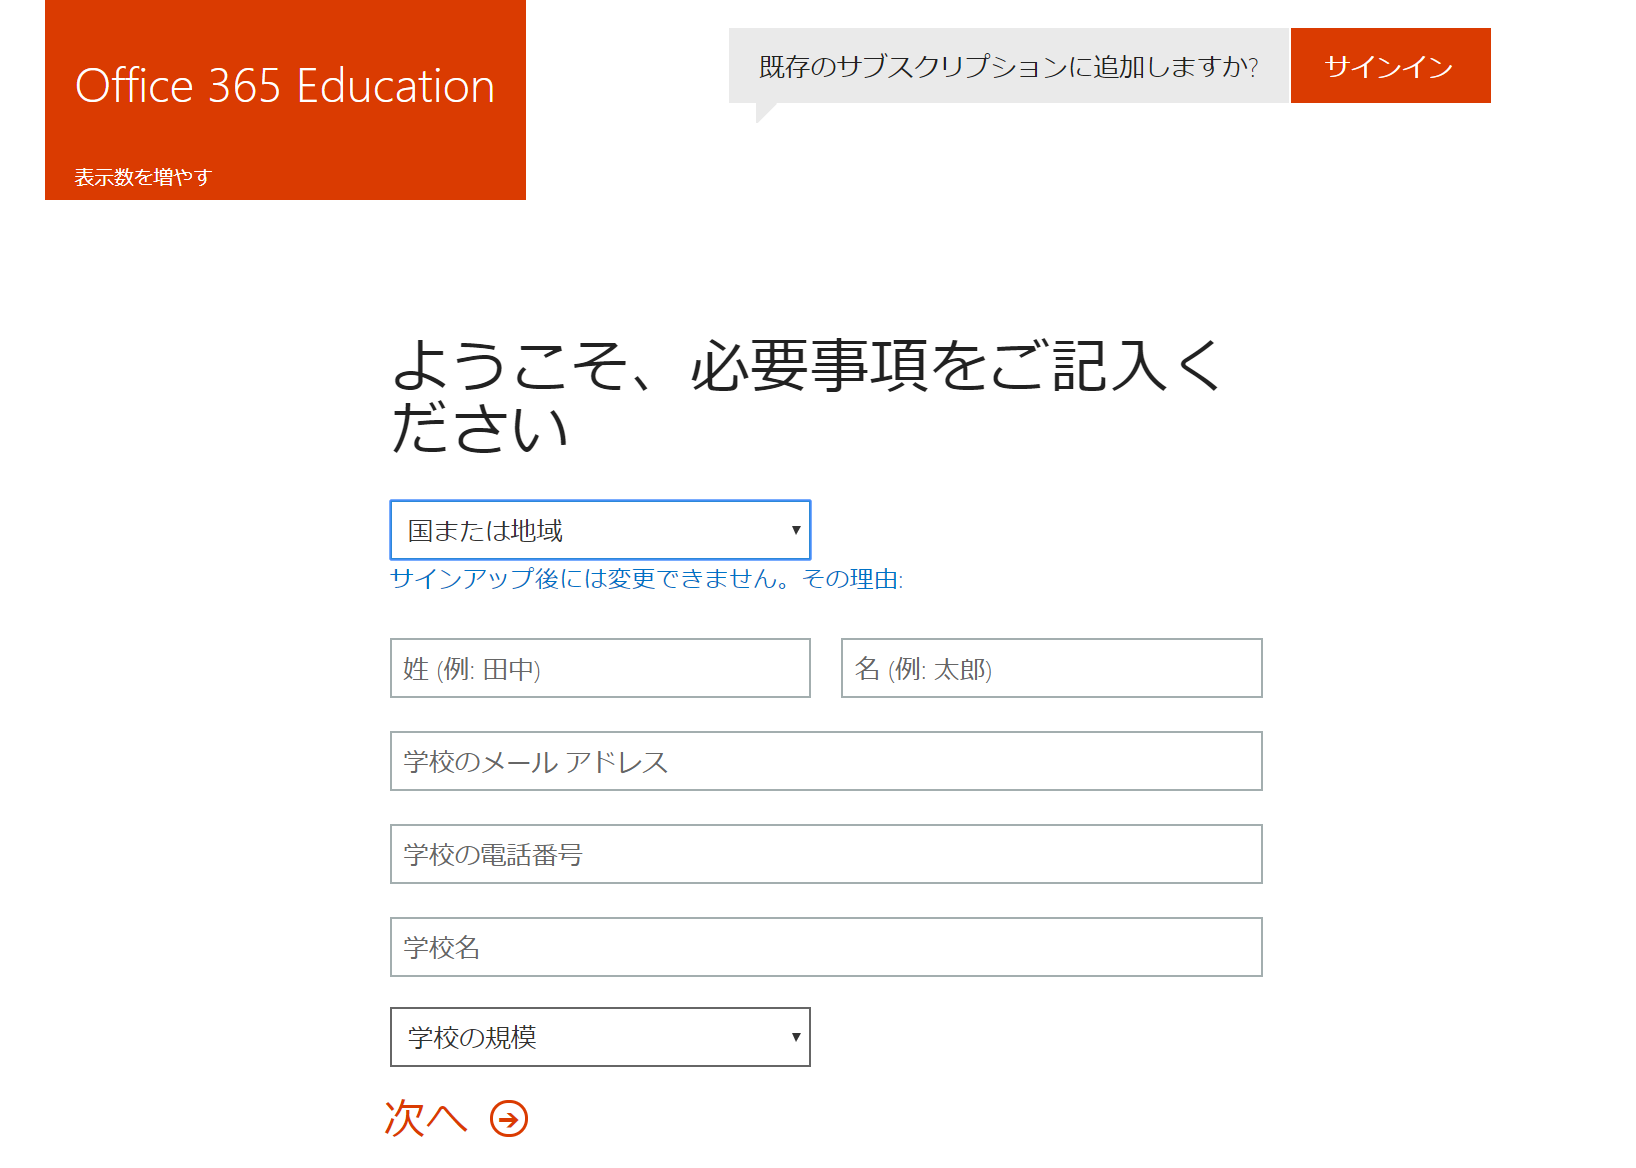 Office 365 Education
表示数を増やす
既存のサブスクリプションに追加しますか?
サインイン
ようこそ、必要事項をご記入く
ださい
国または地域
サインアップ後には変更できません。その理由:
姓 (例: 田中)
名 (例: 太郎)
学校のメール アドレス
学校の電話番号
学校名
学校の規模
次へ